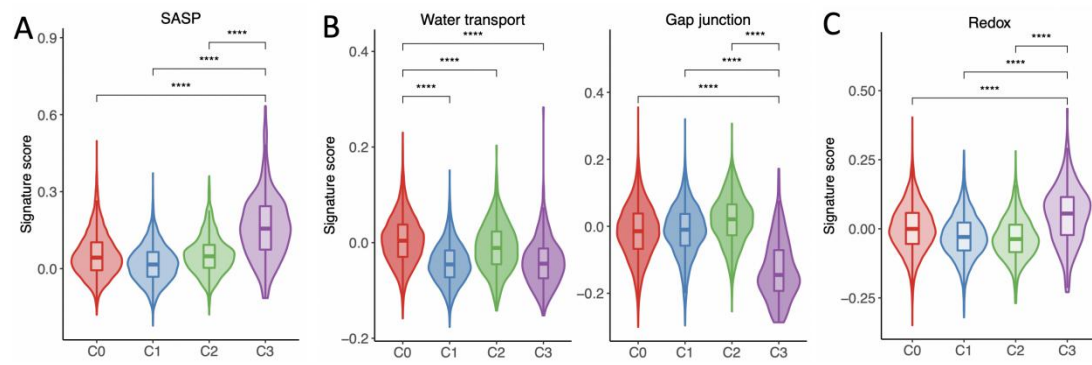 A
SASP
Signature score
0.9
0.6
0.3
0.0
****
****
****
C0 C1 C2 C3
B
Water transport
Signature score
0.4
0.2
0.0
−0.2
****
****
****
C0 C1 C2 C3
Gap junction
0.4
0.2
0.0
−0.2
****
****
****
C0 C1 C2 C3
C
Redox
Signature score
0.50
0.25
0.00
−0.25
****
****
****
C0 C1 C2 C3